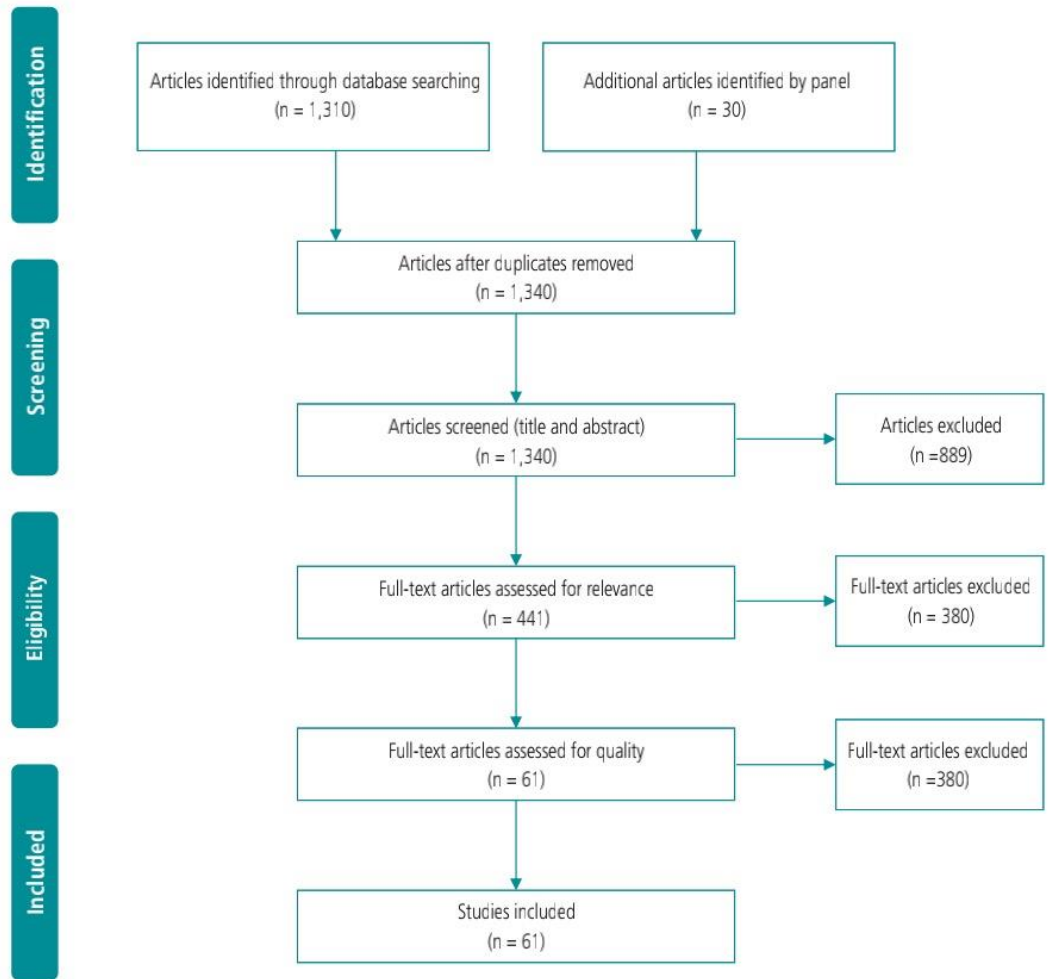 Identification
Articles identified through database searching
(n = 1,310)
Additional articles identified by panel
(n = 30)
Screening
Articles after duplicates removed
(n = 1,340)
Articles screened (title and abstract)
(n = 1,340)
Articles excluded
(n =889)
Eligibility
Full-text articles assessed for relevance
(n = 441)
Full-text articles excluded
(n = 380)
Full-text articles assessed for quality
(n = 61)
Full-text articles excluded
(n =380)
Included
Studies included
(n = 61)